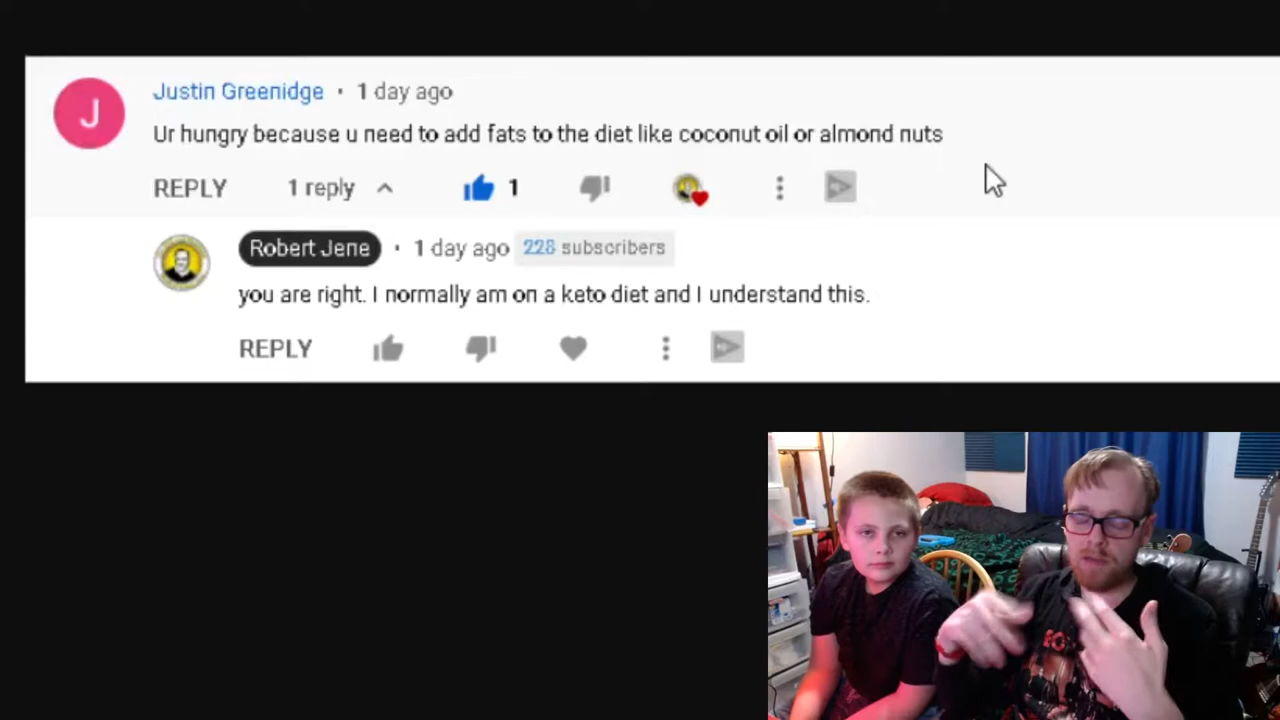 J
Justin Greenidge • 1 day ago
Ur hungry because u need to add fats to the diet like coconut oil or almond nuts
REPLY 1 reply 1
Robert Jene • 1 day ago 228 subscribers
you are right. I normally am on a keto diet and I understand this.
REPLY